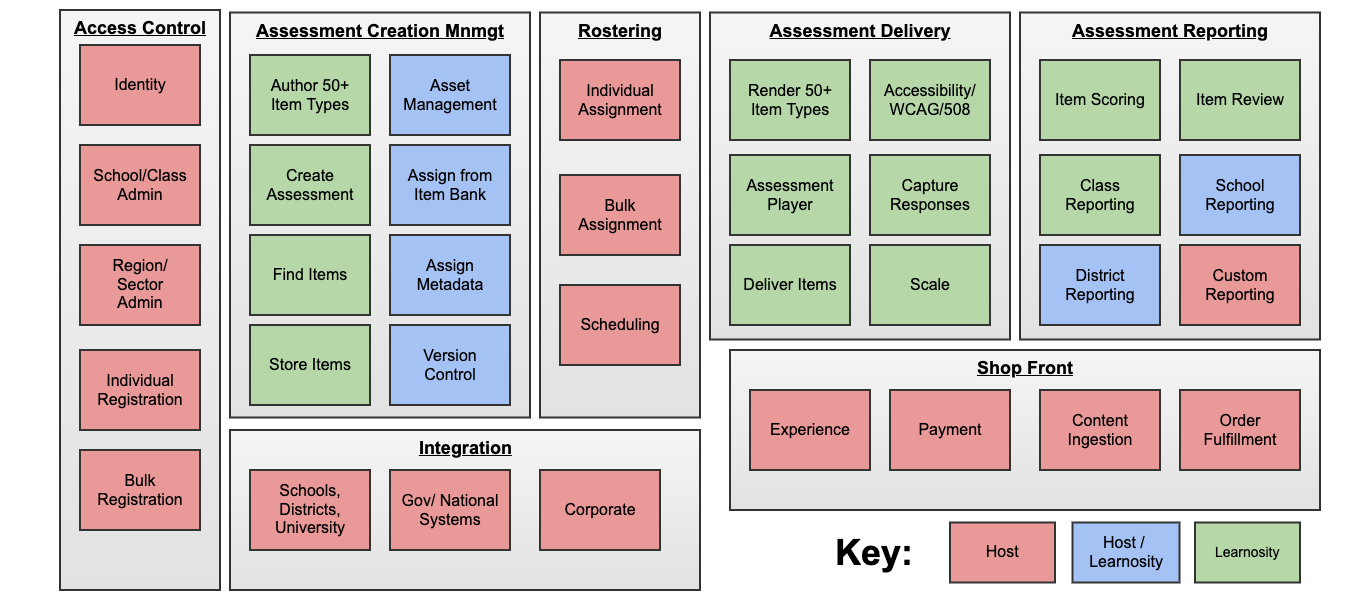 Access Control
Identity
School/Class
Admin
Region/
Sector
Admin
Individual
Registration
Bulk
Registration
Assessment Creation Mnmgt
Author 50+
Item Types
Asset
Management
Create
Assessment
Assign from
Item Bank
Find Items
Assign
Metadata
Store Items
Version
Control
Rostering
Individual
Assignment
Bulk
Assignment
Scheduling
Assessment Delivery
Render 50+
Item Types
Accessibility/
WCAG/508
Assessment
Player
Capture
Responses
Deliver Items
Scale
Assessment Reporting
Item Scoring
Item Review
Class
Reporting
School
Reporting
District
Reporting
Custom
Reporting
Integration
Schools,
Districts,
University
Gov/ National
Systems
Corporate
Shop Front
Experience
Payment
Content
Ingestion
Order
Fulfillment
Key:
Host
Host /
Learnosity
Learnosity